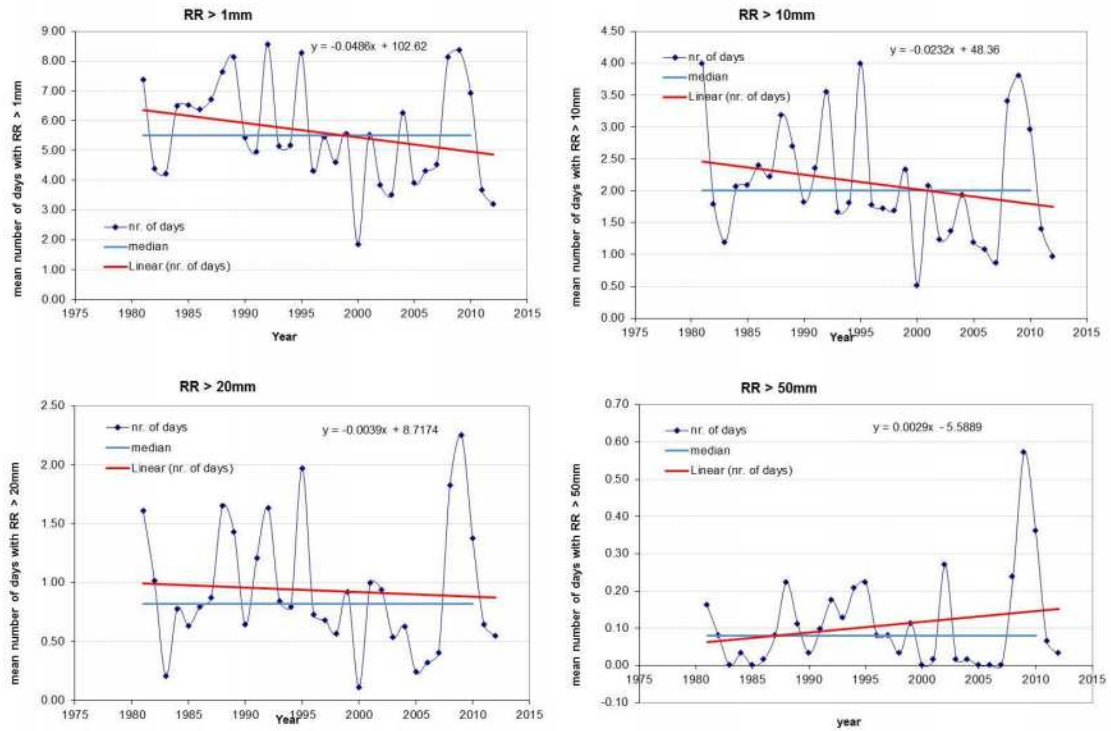 RR > 1mm
y = -0.0486x + 102.62
mean number of days with RR > 1mm
9.00
8.00
7.00
6.00
5.00
4.00
3.00
2.00
1.00
0.00
nr. of days
median
Linear (nr. of days)
1975 1980 1985 1990 1995 2000 2005 2010 2015
Year
RR > 10mm
y = -0.0232x + 48.36
mean number of days with RR > 10mm
4.50
4.00
3.50
3.00
2.50
2.00
1.50
1.00
0.50
0.00
nr. of days
median
Linear (nr. of days)
1975 1980 1985 1990 1995 2000 2005 2010 2015
Year
RR > 20mm
y = -0.0039x + 8.7174
mean number of days with RR > 20mm
2.50
2.00
1.50
1.00
0.50
0.00
nr. of days
median
Linear (nr. of days)
1975 1980 1985 1990 1995 2000 2005 2010 2015
Year
RR > 50mm
y = 0.0029x - 5.5889
mean number of days with RR > 50mm
0.70
0.60
0.50
0.40
0.30
0.20
0.10
0.00
-0.10
nr. of days
median
Linear (nr. of days)
1975 1980 1985 1990 1995 2000 2005 2010 2015
year